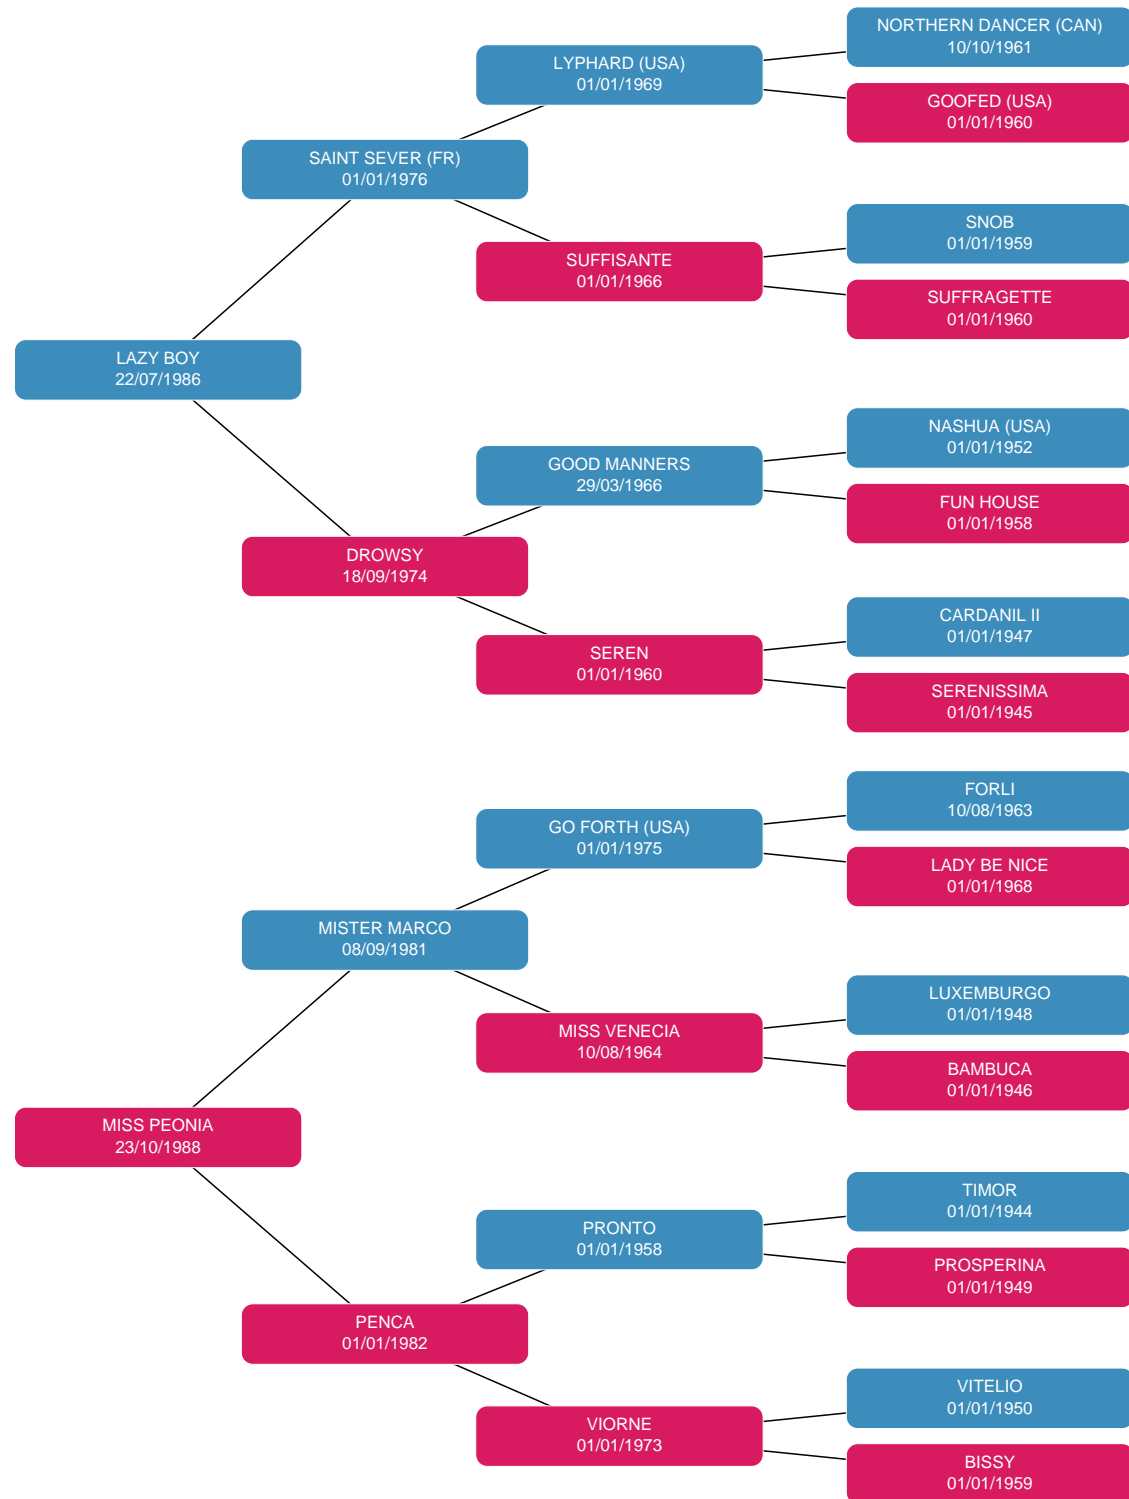 NORTHERN DANCER (CAN)
10/10/1961
LYPHARD (USA)
01/01/1969
GOOFED (USA)
01/01/1960
SAINT SEVER (FR)
01/01/1976
SNOB
01/01/1959
SUFFISANTE
01/01/1966
SUFFRAGETTE
01/01/1960
LAZY BOY
22/07/1986
NASHUA (USA)
01/01/1952
GOOD MANNERS
29/03/1966
FUN HOUSE
01/01/1958
DROWSY
18/09/1974
CARDANIL II
01/01/1947
SEREN
01/01/1960
SERENISSIMA
01/01/1945
FORLI
10/08/1963
GO FORTH (USA)
01/01/1975
LADY BE NICE
01/01/1968
MISTER MARCO
08/09/1981
LUXEMBURGO
01/01/1948
MISS VENECIA
10/08/1964
BAMBUCA
01/01/1946
MISS PEONIA
23/10/1988
TIMOR
01/01/1944
PRONTO
01/01/1958
PROSPERINA
01/01/1949
PENCA
01/01/1982
VITELIO
01/01/1950
VIORNE
01/01/1973
BISSY
01/01/1959